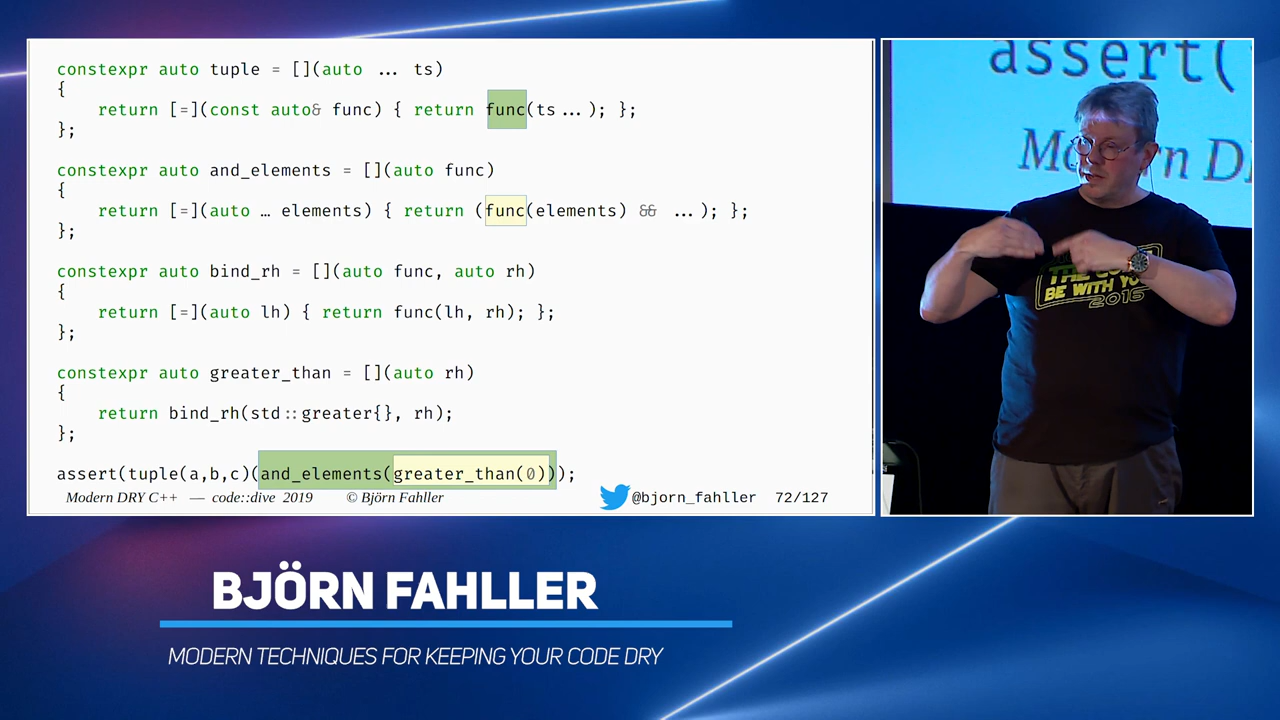 constexpr auto tuple = [](auto ... ts)
{
return [=](const auto& func) { return func(ts...); };
};
constexpr auto and_elements = [](auto func)
{
return [=](auto … elements) { return (func(elements) && ...); };
};
constexpr auto bind_rh = [](auto func, auto rh)
{
return [=](auto lh) { return func(lh, rh); };
};
constexpr auto greater_than = [](auto rh)
{
return bind_rh(std::greater{}, rh);
};
assert(tuple(a,b,c)(and_elements(greater_than(0))));
Modern DRY C++ — code::dive 2019 © Björn Fahller @bjorn_fahller 72/127
assert(
BE WITH YOU
2016
BJÖRN FAHLLER
MODERN TECHNIQUES FOR KEEPING YOUR CODE DRY